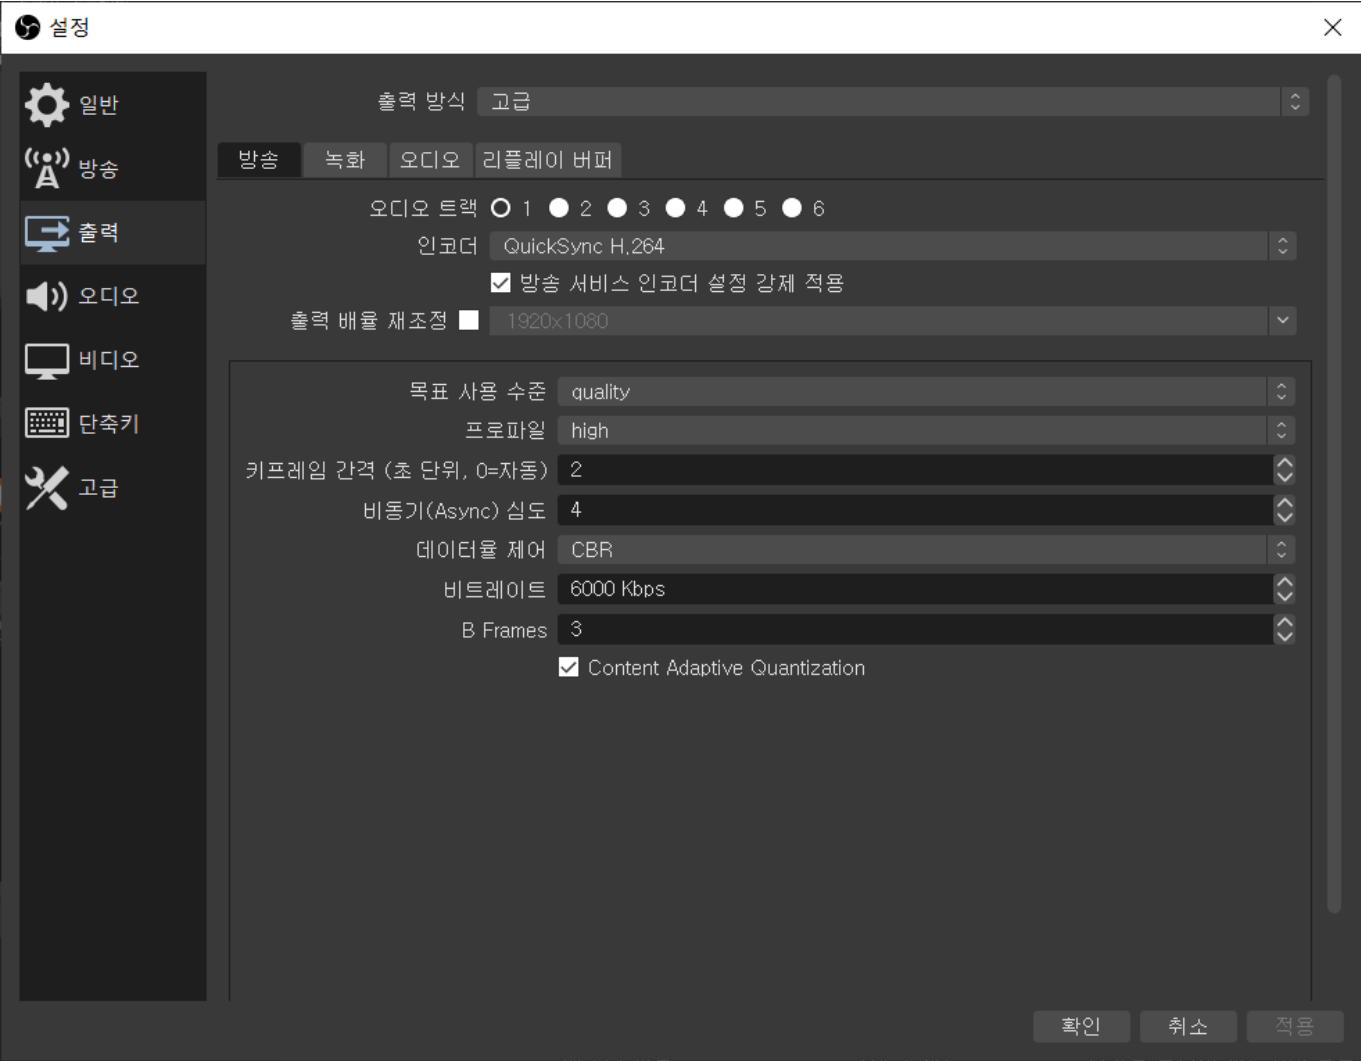 설정
일반
방송
출력
오디오
비디오
단축키
고급
출력 방식 고급
방송 녹화 오디오 리플레이 버퍼
오디오 트랙 1 2 3 4 5 6
인코더 QuickSync H.264
방송 서비스 인코더 설정 강제 적용
출력 배율 재조정 1920x1080
목표 사용 수준 quality
프로파일 high
키프레임 간격 (초 단위, 0=자동) 2
비동기(Async) 심도 4
데이터율 제어 CBR
비트레이트 6000 Kbps
B Frames 3
Content Adaptive Quantization
확인 취소 적용